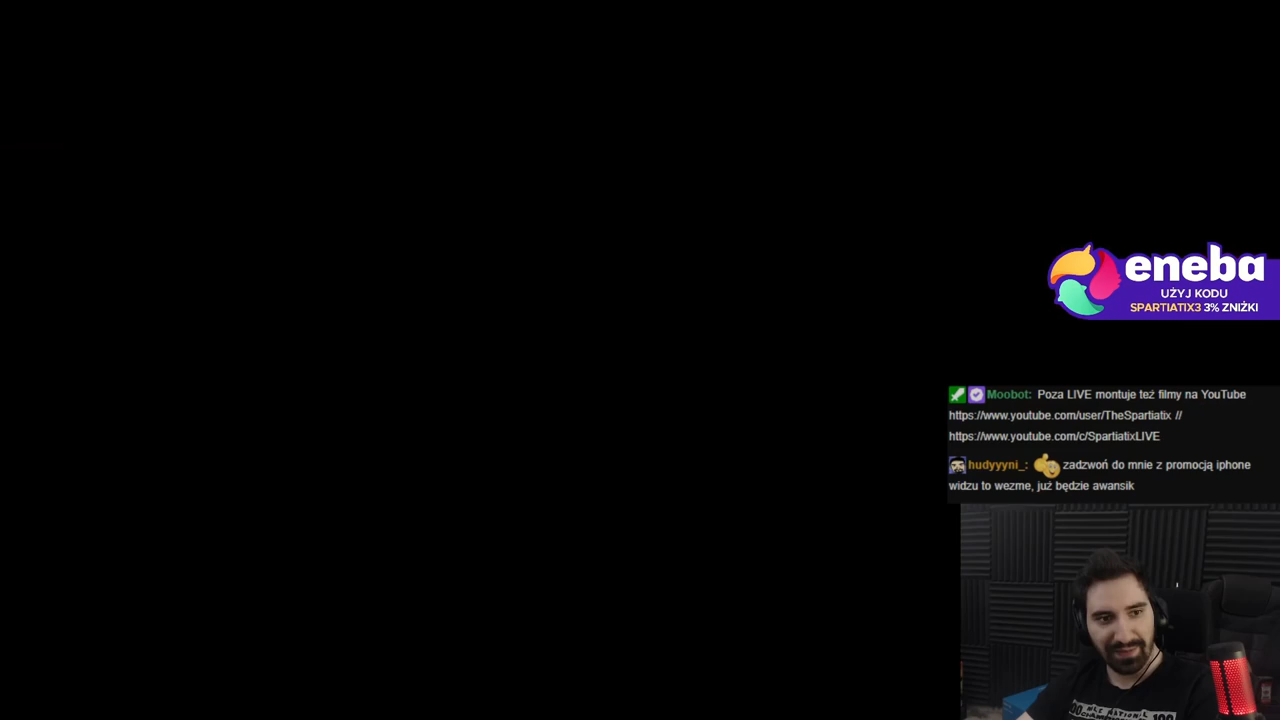 eneba
UŻYJ KODU
SPARTIATIX3 3% ZNIŻKI
Moobot: Poza LIVE montuje też filmy na YouTube
https://www.youtube.com/user/TheSpartiatix //
https://www.youtube.com/c/SpartiatixLIVE
hudyyyni_: zadzwoń do mnie z promocją iphone
widzu to wezme, już będzie awansik